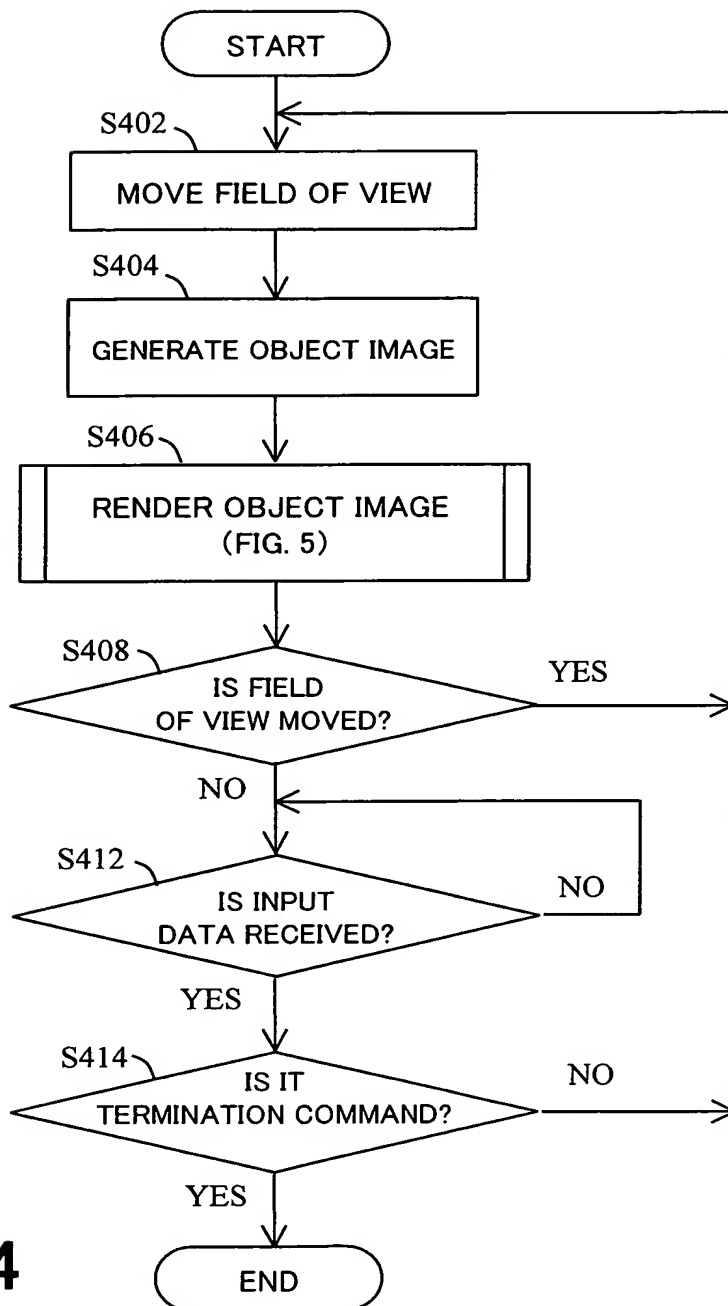 START
S402
MOVE FIELD OF VIEW
S404
GENERATE OBJECT IMAGE
S406
RENDER OBJECT IMAGE
(FIG. 5)
S408
IS FIELD
OF VIEW MOVED?
YES
NO
S412
IS INPUT
DATA RECEIVED?
NO
YES
S414
IS IT
TERMINATION COMMAND?
NO
YES
END
4